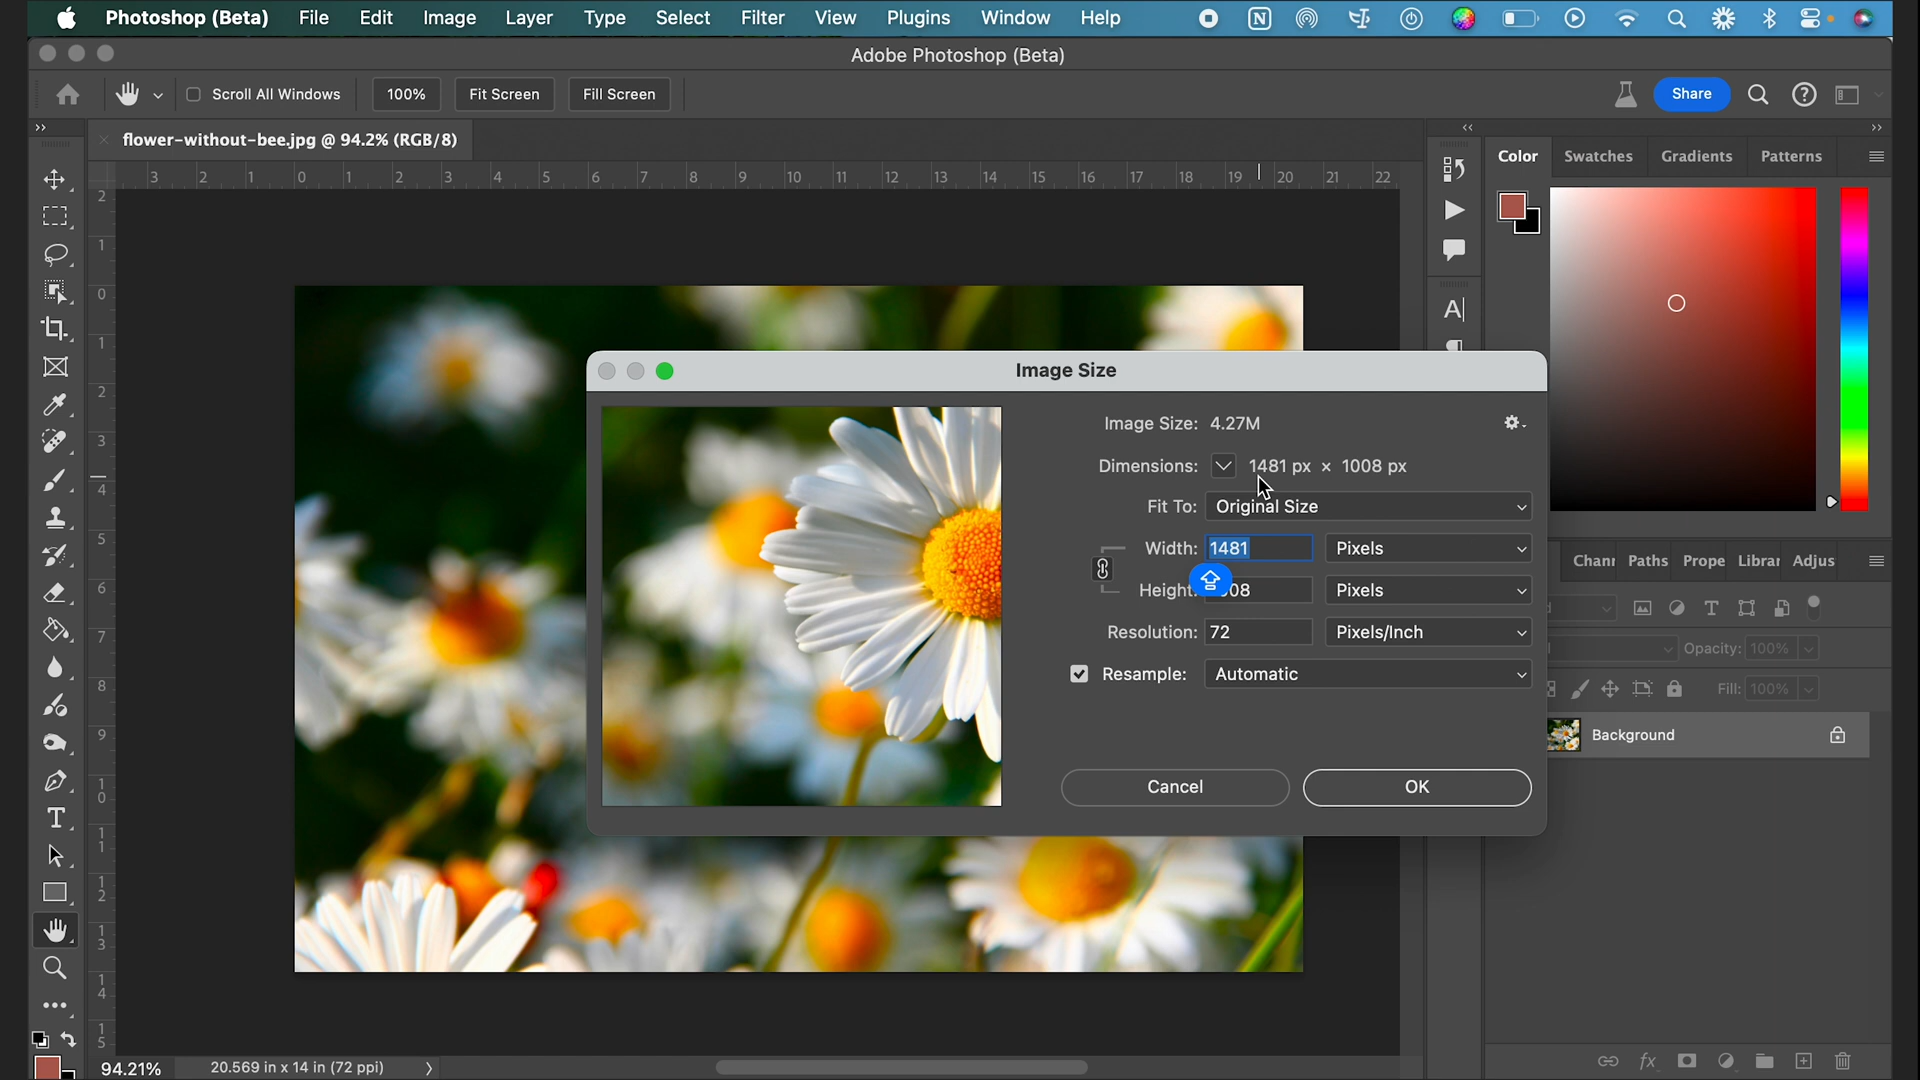 Photoshop (Beta) File Edit Image Layer Type Select Filter View Plugins Window Help
Adobe Photoshop (Beta)
Scroll All Windows 100% Fit Screen Fill Screen Share
flower-without-bee.jpg @ 94.2% (RGB/8)
3 2 1 0 1 2 3 4 5 6 7 8 9 10 11 12 13 14 15 16 17 18 19 20 21 22
2
1
0
1
2
3
4
5
6
7
8
9
10
11
12
13
14
15
Color Swatches Gradients Patterns
Image Size
Image Size: 4.27M
Dimensions: 1481 px × 1008 px
Fit To: Original Size
Width: 1481 Pixels
Height: Pixels
Resolution: 72 Pixels/Inch
Resample: Automatic
Cancel OK
Chanr Paths Prope Librar Adjus
Opacity: 100%
Fill: 100%
Background
94.21% 20.569 in x 14 in (72 ppi)